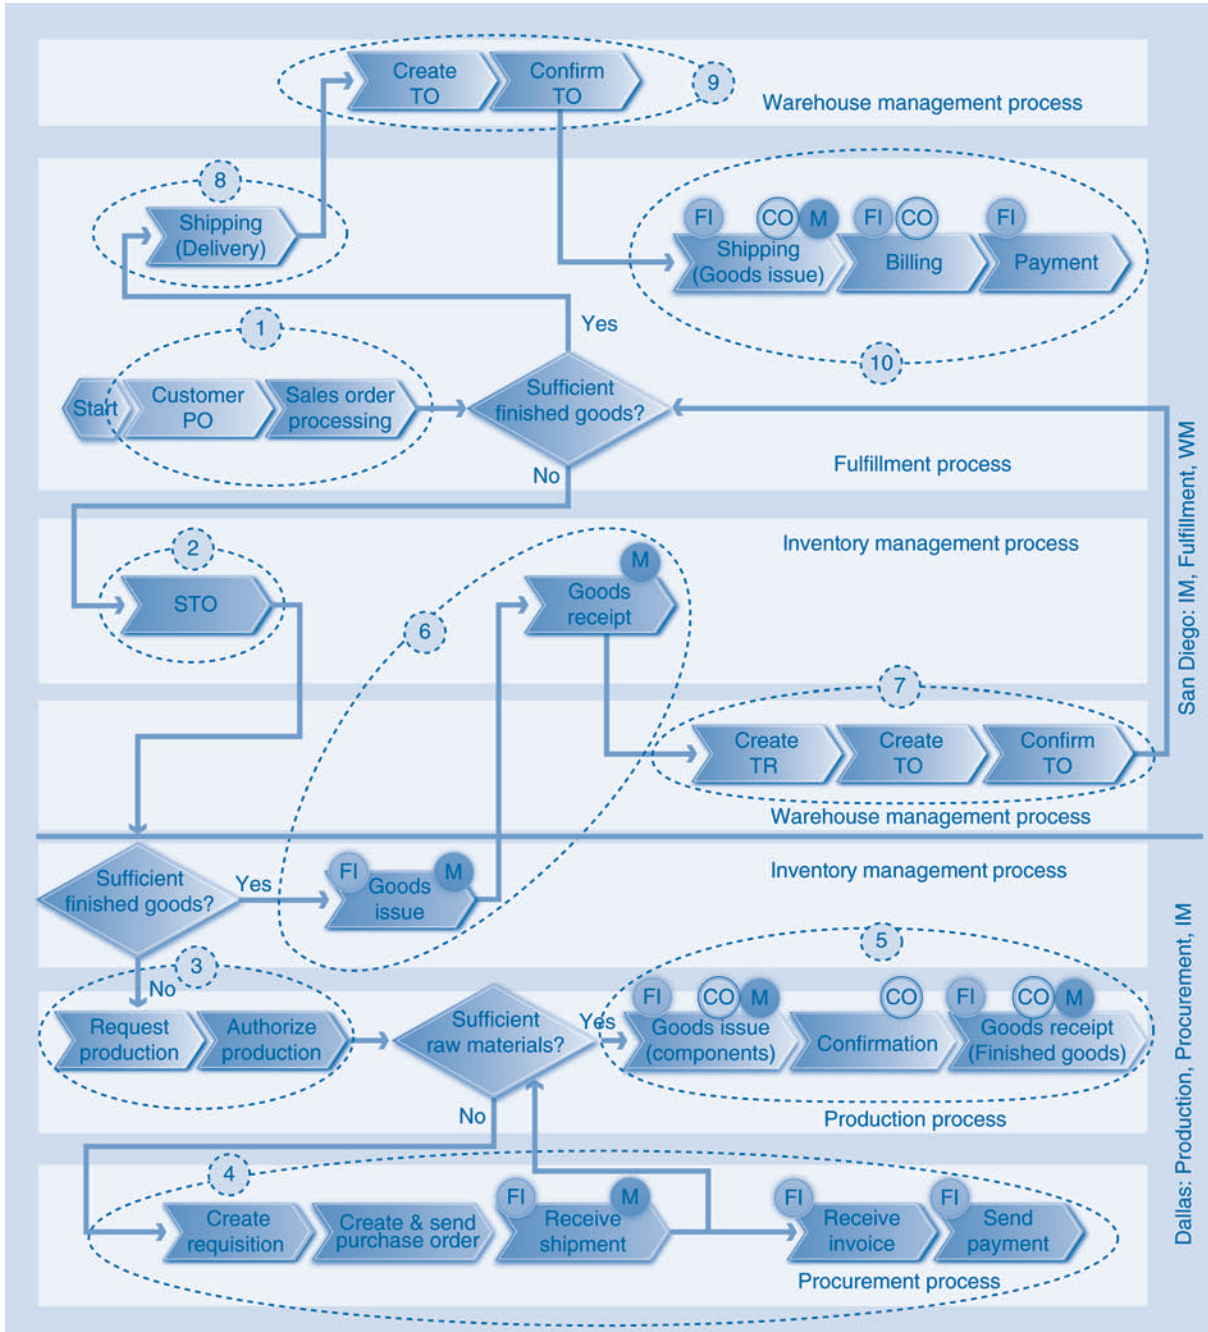 Create
TO
Confirm
TO
9
Warehouse management process
8
Shipping
(Delivery)
FI
CO
M
FI
CO
FI
Shipping
(Goods issue)
Billing
Payment
10
1
Yes
Start
Customer
PO
Sales order
processing
Sufficient
finished goods?
No
Fulfillment process
San Diego: IM, Fulfillment, WM
2
STO
6
M
Goods
receipt
Inventory management process
7
Create
TR
Create
TO
Confirm
TO
Warehouse management process
Sufficient
finished goods?
Yes
FI
M
Goods
issue
Inventory management process
3
No
5
Request
production
Authorize
production
Sufficient
raw materials?
Yes
FI
CO
M
CO
FI
CO
M
Goods issue
(components)
Confirmation
Goods receipt
(Finished goods)
No
Production process
Dallas: Production, Procurement, IM
4
Create
requisition
Create & send
purchase order
FI
M
Receive
shipment
FI
Receive
invoice
FI
Send
payment
Procurement process